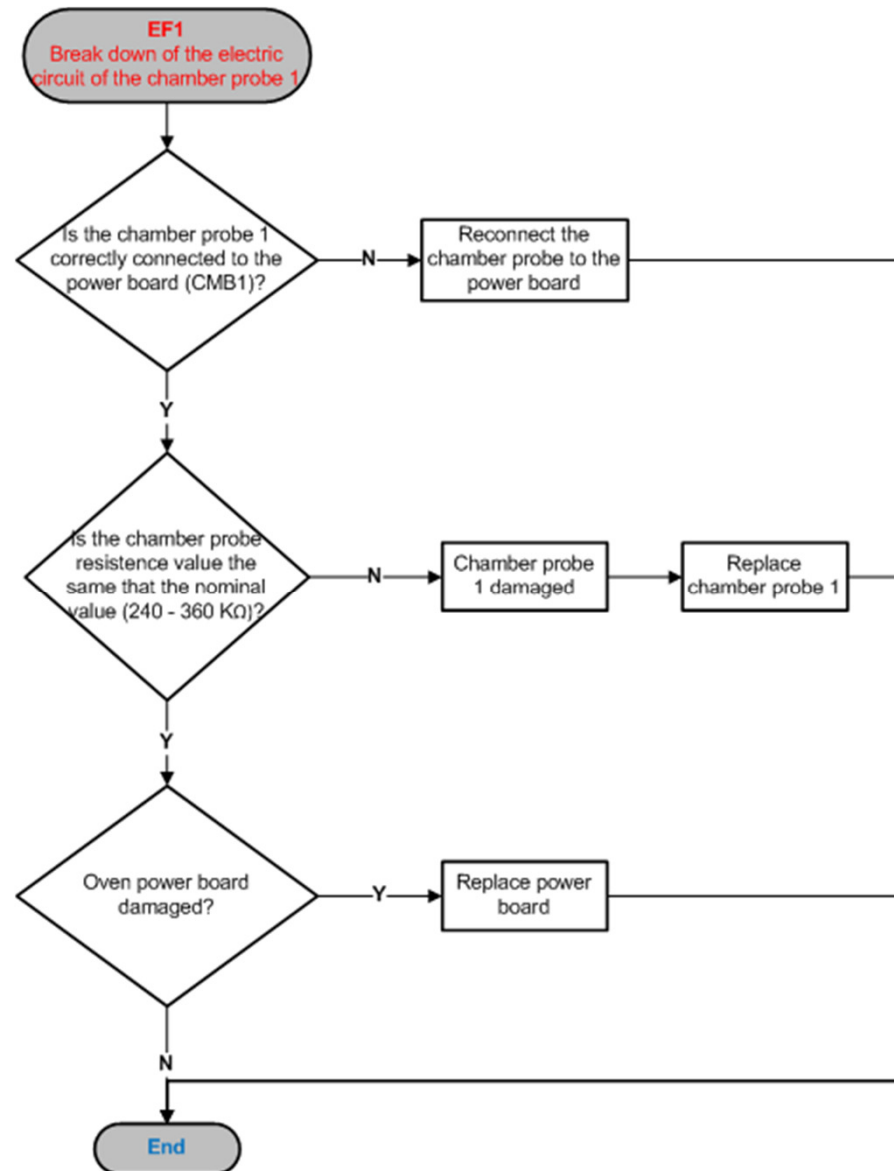 EF1
Break down of the electric
circuit of the chamber probe 1
Is the chamber probe 1
correctly connected to the
power board (CMB1)?
N
Reconnect the
chamber probe to the
power board
Y
Is the chamber probe
resistence value the
same that the nominal
value (240 - 360 KΩ)?
N
Chamber probe
1 damaged
Replace
chamber probe 1
Y
Oven power board
damaged?
Y
Replace power
board
N
End